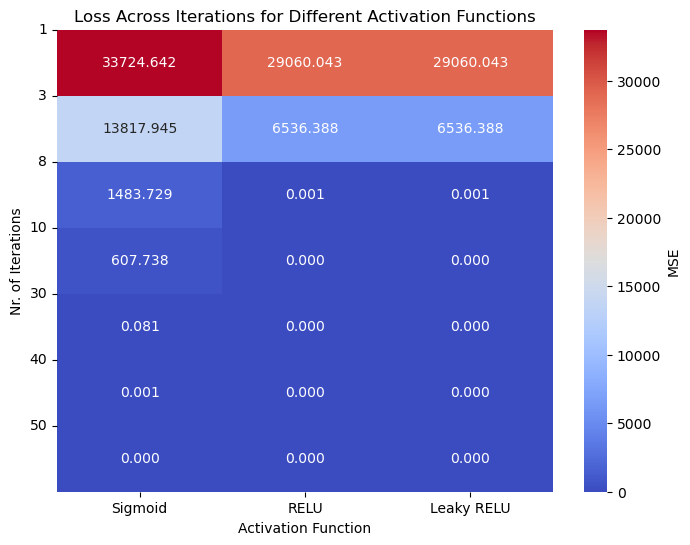 Loss Across Iterations for Different Activation Functions
1
33724.642 29060.043 29060.043
3
13817.945 6536.388 6536.388
8
1483.729 0.001 0.001
10
607.738 0.000 0.000
30
0.081 0.000 0.000
40
0.001 0.000 0.000
50
0.000 0.000 0.000
Nr. of Iterations
Sigmoid RELU Leaky RELU
Activation Function
30000
25000
20000
15000
10000
5000
0
MSE